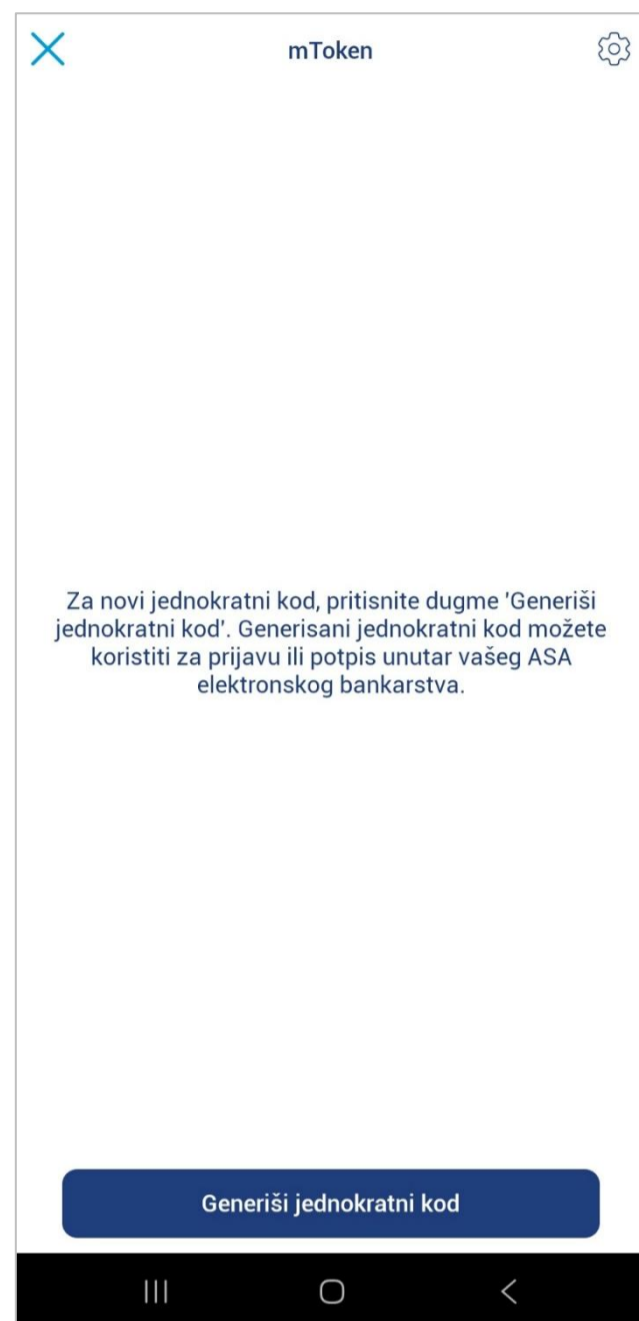 mToken
Za novi jednokratni kod, pritisnite dugme 'Generiši
jednokratni kod'. Generisani jednokratni kod možete
koristiti za prijavu ili potpis unutar vašeg ASA
elektronskog bankarstva.
Generiši jednokratni kod